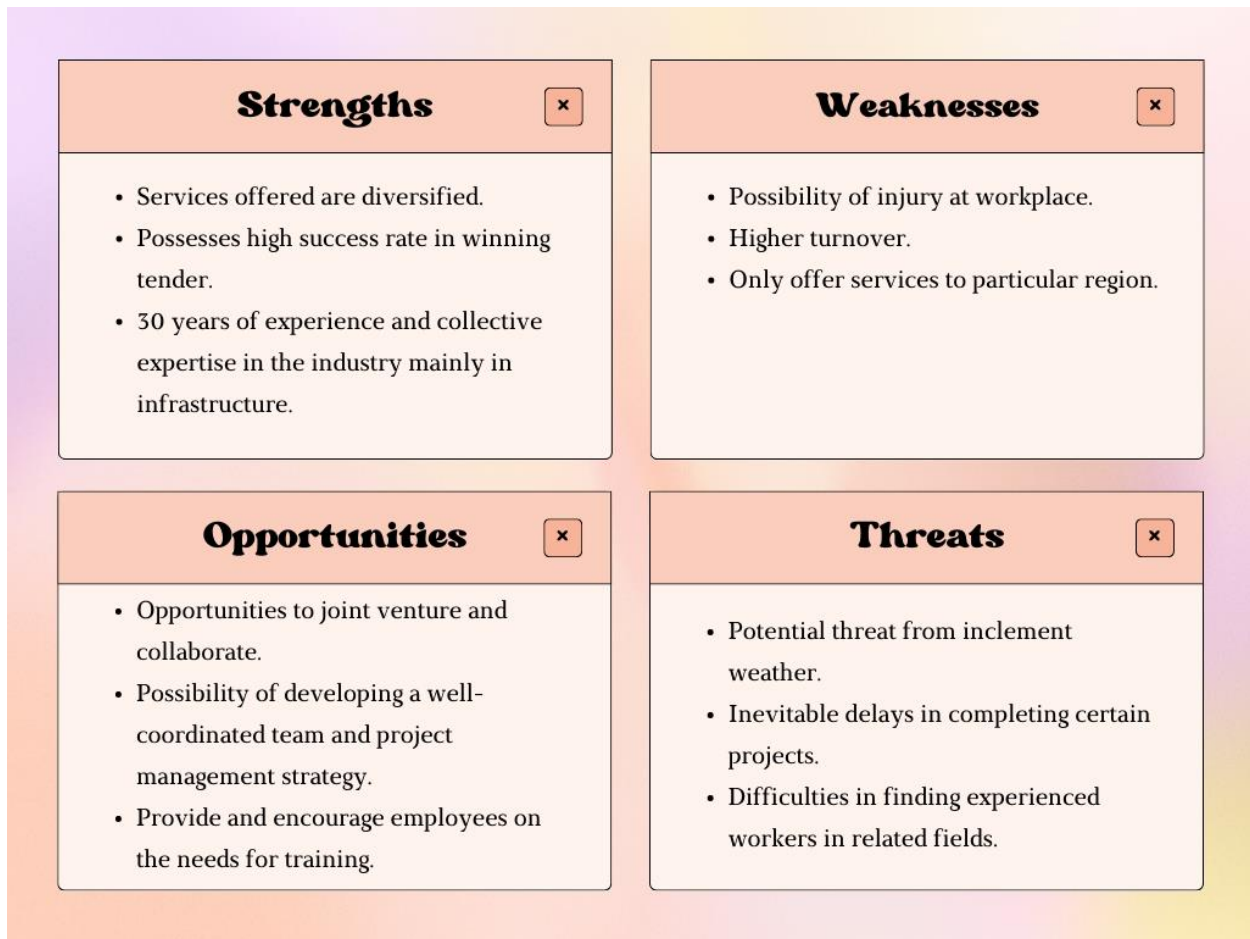 Strengths
×
• Services offered are diversified.
• Possesses high success rate in winning
tender.
• 30 years of experience and collective
expertise in the industry mainly in
infrastructure.
Weaknesses
×
• Possibility of injury at workplace.
• Higher turnover.
• Only offer services to particular region.
Opportunities
×
• Opportunities to joint venture and
collaborate.
• Possibility of developing a well-
coordinated team and project
management strategy.
• Provide and encourage employees on
the needs for training.
Threats
×
• Potential threat from inclement
weather.
• Inevitable delays in completing certain
projects.
• Difficulties in finding experienced
workers in related fields.